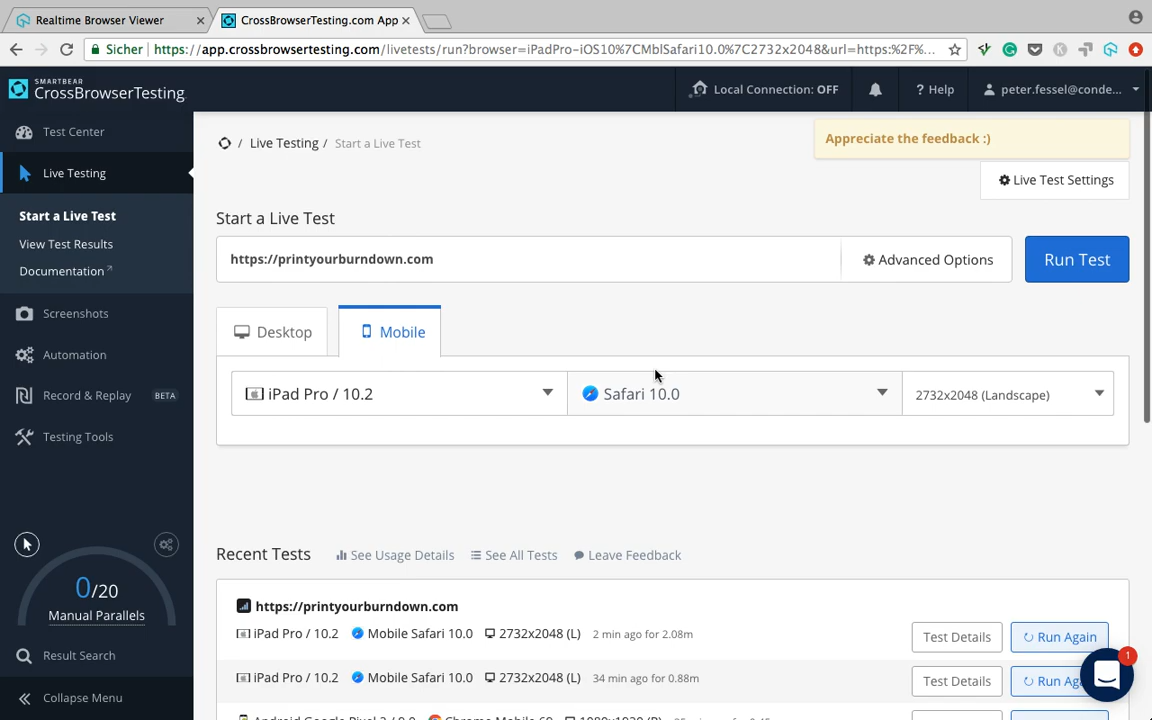 Realtime Browser Viewer
CrossBrowserTesting.com App
Sicher https://app.crossbrowsertesting.com/livetests/run?browser=iPadPro-iOS10%7CMblSafari10.0%7C2732x2048&url=https:%2F%...
SMARTBEAR
CrossBrowserTesting
Local Connection: OFF
? Help
peter.fessel@conde...
Test Center
Live Testing
Start a Live Test
View Test Results
Documentation
Screenshots
Automation
Record & Replay BETA
Testing Tools
0/20
Manual Parallels
Result Search
Collapse Menu
/ Live Testing / Start a Live Test
Appreciate the feedback :)
Live Test Settings
Start a Live Test
https://printyourburndown.com
Advanced Options
Run Test
Desktop
Mobile
iPad Pro / 10.2
Safari 10.0
2732x2048 (Landscape)
Recent Tests
See Usage Details
See All Tests
Leave Feedback
https://printyourburndown.com
iPad Pro / 10.2 Mobile Safari 10.0 2732x2048 (L) 2 min ago for 2.08m
Test Details
Run Again
iPad Pro / 10.2 Mobile Safari 10.0 2732x2048 (L) 34 min ago for 0.88m
Test Details
Run Aga
1